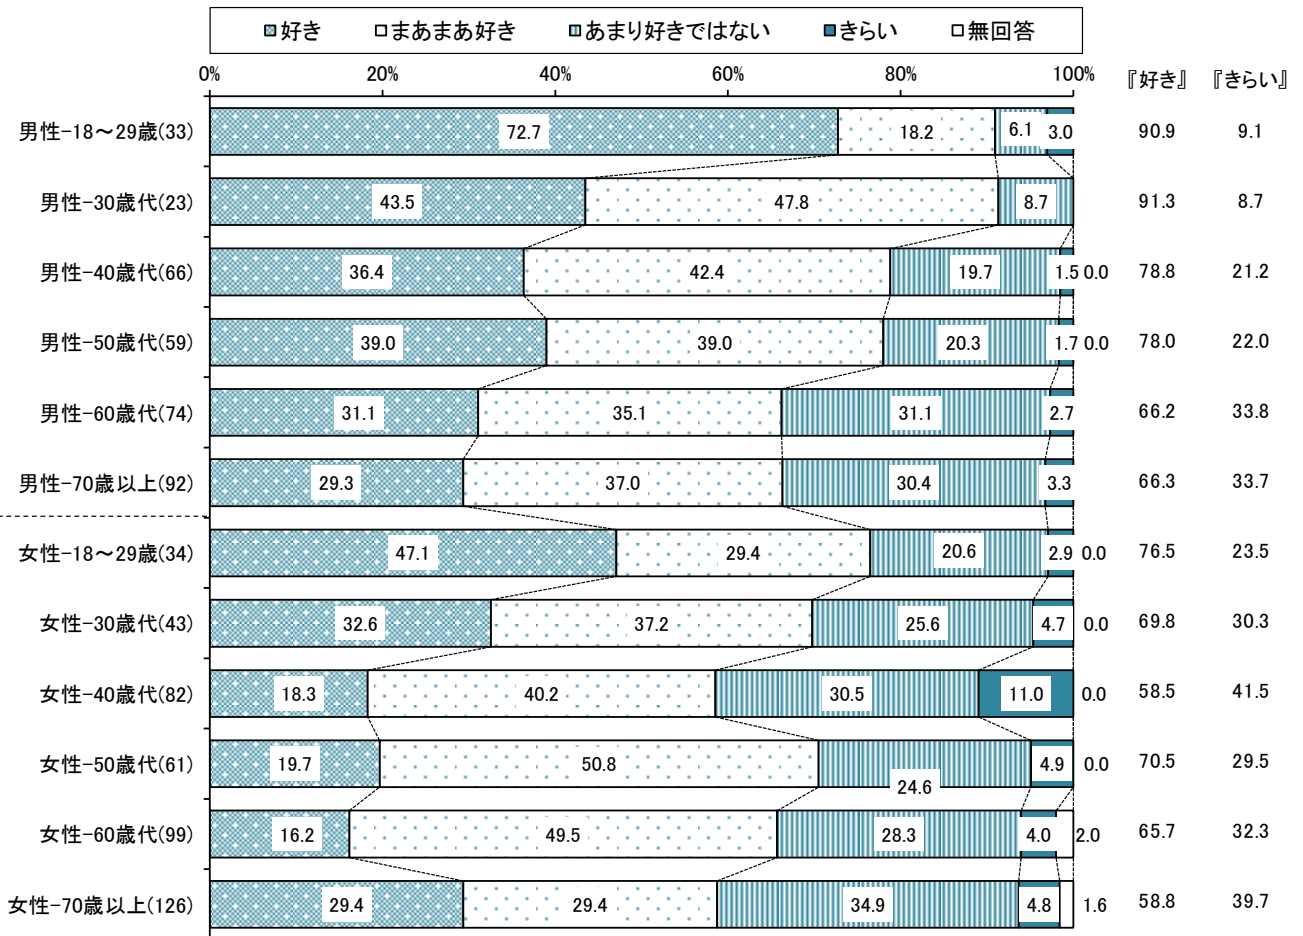 好き まあまあ好き あまり好きではない きらい 無回答
0% 20% 40% 60% 80% 100% 『好き』 『きらい』
男性-18～29歳(33) 72.7 18.2 6.1 3.0 90.9 9.1
男性-30歳代(23) 43.5 47.8 8.7 91.3 8.7
男性-40歳代(66) 36.4 42.4 19.7 1.5 0.0 78.8 21.2
男性-50歳代(59) 39.0 39.0 20.3 1.7 0.0 78.0 22.0
男性-60歳代(74) 31.1 35.1 31.1 2.7 66.2 33.8
男性-70歳以上(92) 29.3 37.0 30.4 3.3 66.3 33.7
女性-18～29歳(34) 47.1 29.4 20.6 2.9 0.0 76.5 23.5
女性-30歳代(43) 32.6 37.2 25.6 4.7 0.0 69.8 30.3
女性-40歳代(82) 18.3 40.2 30.5 11.0 0.0 58.5 41.5
女性-50歳代(61) 19.7 50.8 24.6 4.9 0.0 70.5 29.5
女性-60歳代(99) 16.2 49.5 28.3 4.0 2.0 65.7 32.3
女性-70歳以上(126) 29.4 29.4 34.9 4.8 1.6 58.8 39.7